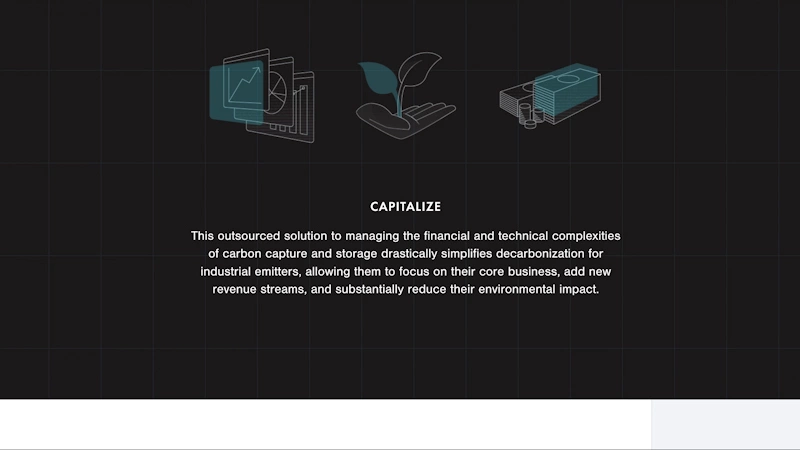 CAPITALIZE
This outsourced solution to managing the financial and technical complexities
of carbon capture and storage drastically simplifies decarbonization for
industrial emitters, allowing them to focus on their core business, add new
revenue streams, and substantially reduce their environmental impact.